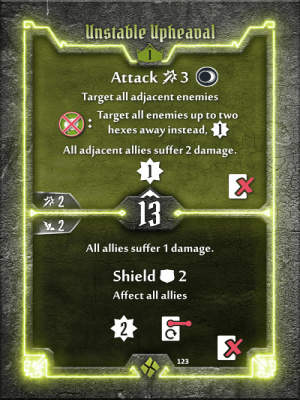 Unstable Upheaval
1
Attack 3
Target all adjacent enemies
: Target all enemies up to two
hexes away instead, 1
All adjacent allies suffer 2 damage.
1
2
13
2
All allies suffer 1 damage.
Shield 2
Affect all allies
2
123